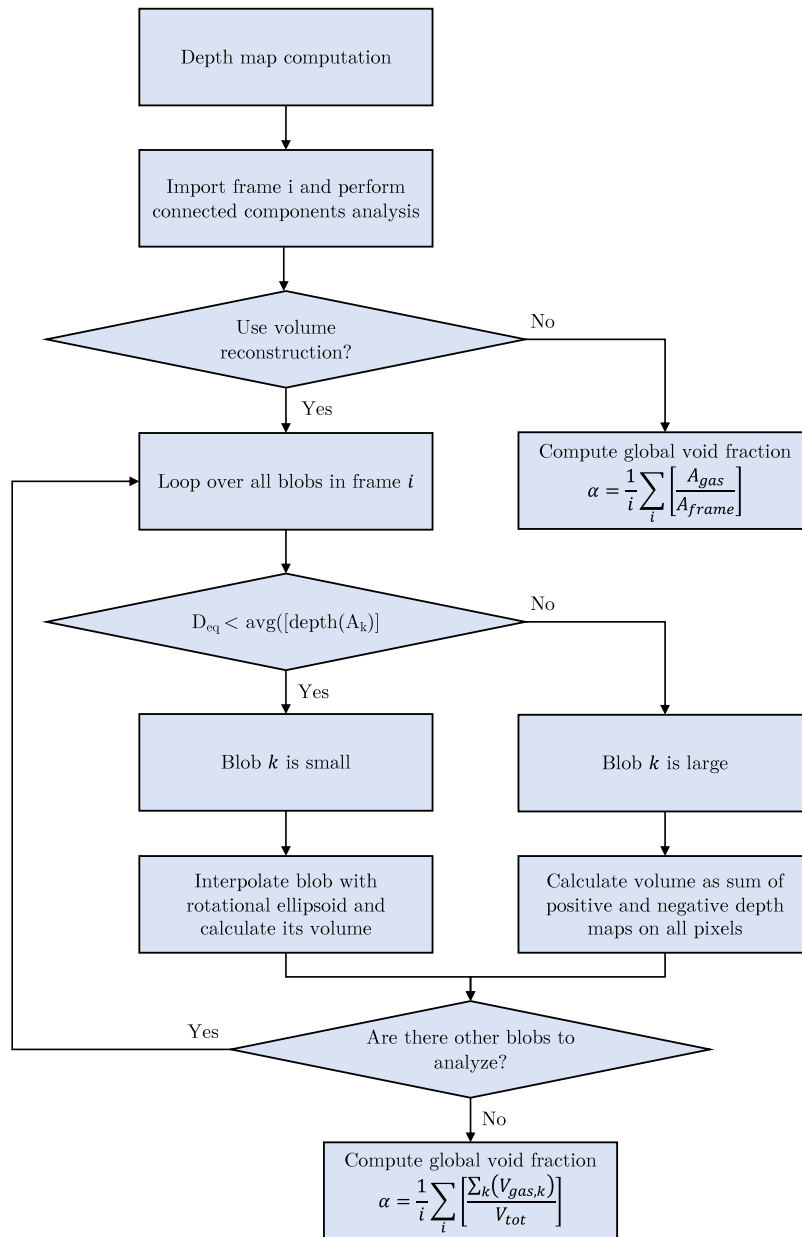 Depth map computation
Import frame i and perform
connected components analysis
Use volume
reconstruction?
No
Yes
Loop over all blobs in frame i
Compute global void fraction
α = 1/i ∑_i [A_gas/A_frame]
D_eq < avg([depth(A_k)]
No
Yes
Blob k is small
Blob k is large
Interpolate blob with
rotational ellipsoid and
calculate its volume
Calculate volume as sum of
positive and negative depth
maps on all pixels
Yes
Are there other blobs to
analyze?
No
Compute global void fraction
α = 1/i ∑_i [∑_k(V_gas,k)/V_tot]